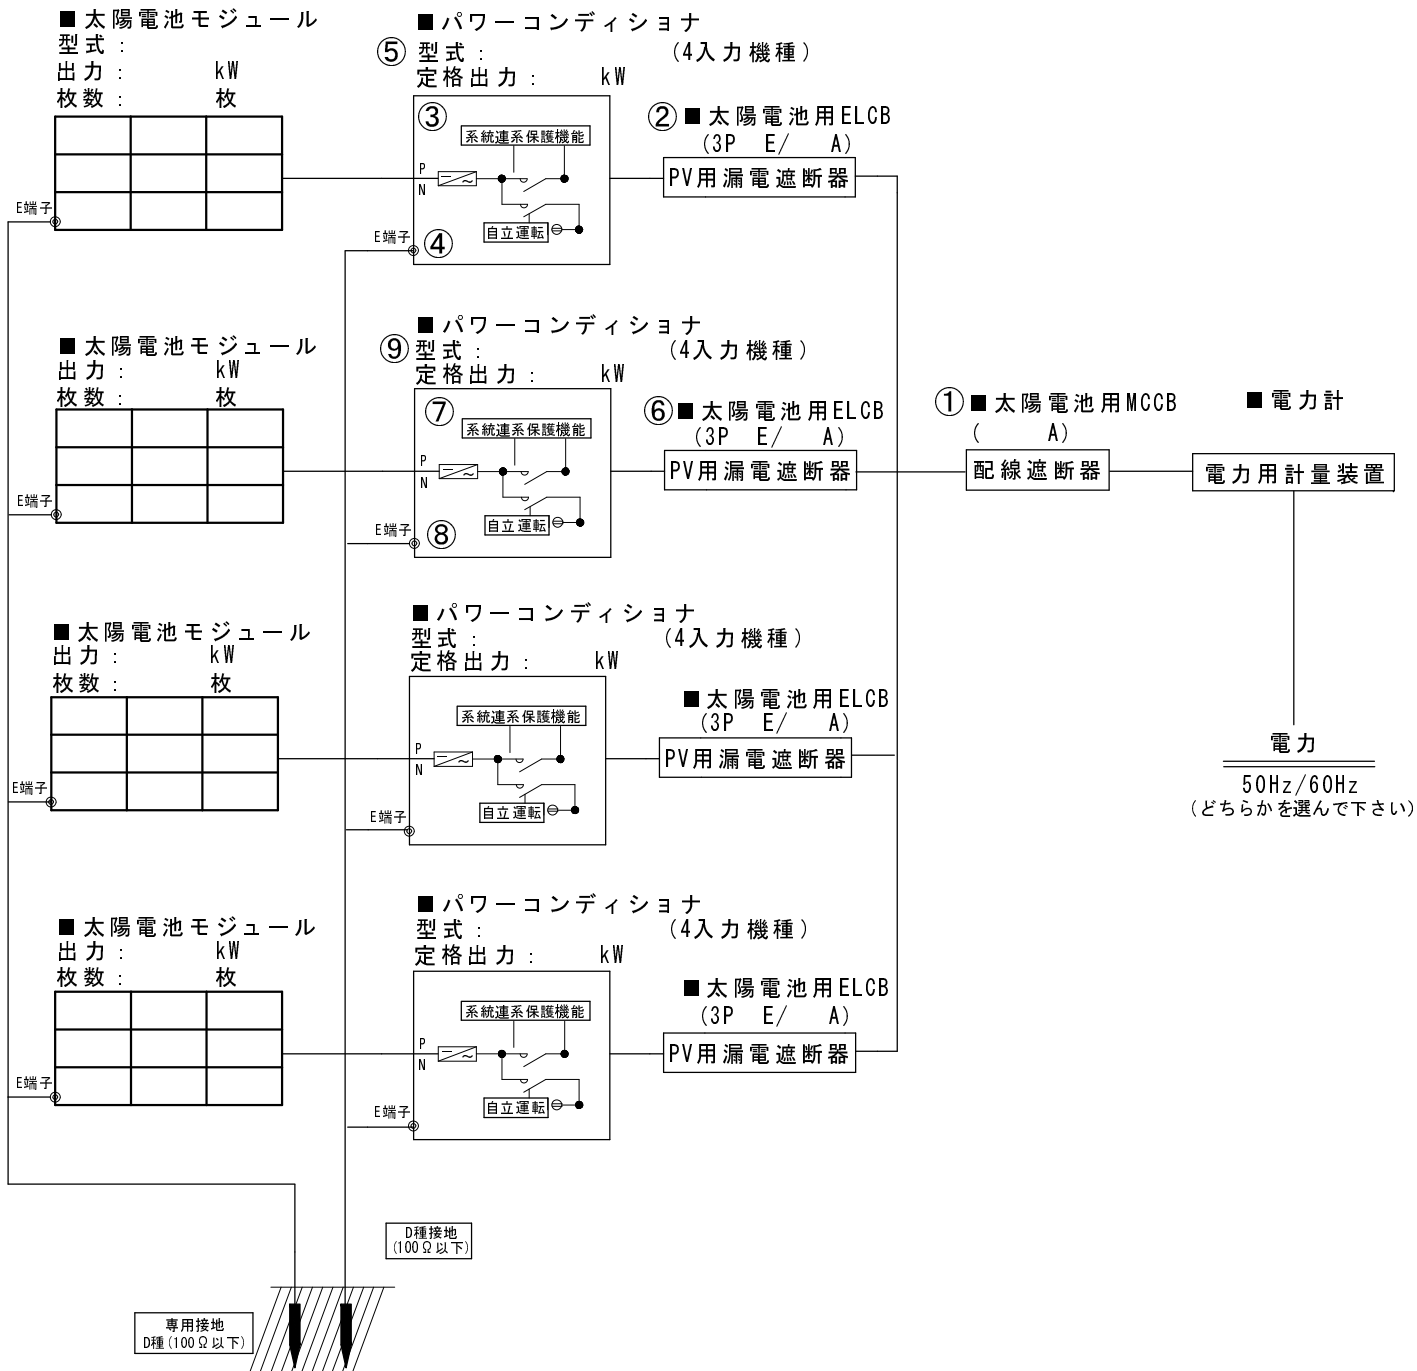 ■太陽電池モジュール
型式：
出力： kW
枚数： 枚
E端子
■パワーコンディショナ
⑤ 型式： (4入力機種)
定格出力： kW
③
系統連系保護機能
P
N
自立運転
E端子 ④
② ■太陽電池用ELCB
(3P E/ A)
PV用漏電遮断器
■太陽電池モジュール
出力： kW
枚数： 枚
E端子
■パワーコンディショナ
⑨ 型式： (4入力機種)
定格出力： kW
⑦
系統連系保護機能
P
N
自立運転
E端子 ⑧
⑥ ■太陽電池用ELCB
(3P E/ A)
PV用漏電遮断器
① ■太陽電池用MCCB
( A)
配線遮断器
■電力計
電力用計量装置
■太陽電池モジュール
出力： kW
枚数： 枚
E端子
■パワーコンディショナ
型式： (4入力機種)
定格出力： kW
系統連系保護機能
P
N
自立運転
E端子
■太陽電池用ELCB
(3P E/ A)
PV用漏電遮断器
電力
50Hz/60Hz
(どちらかを選んで下さい)
■太陽電池モジュール
出力： kW
枚数： 枚
E端子
■パワーコンディショナ
型式： (4入力機種)
定格出力： kW
系統連系保護機能
P
N
自立運転
E端子
■太陽電池用ELCB
(3P E/ A)
PV用漏電遮断器
D種接地
(100Ω以下)
専用接地
D種(100Ω以下)